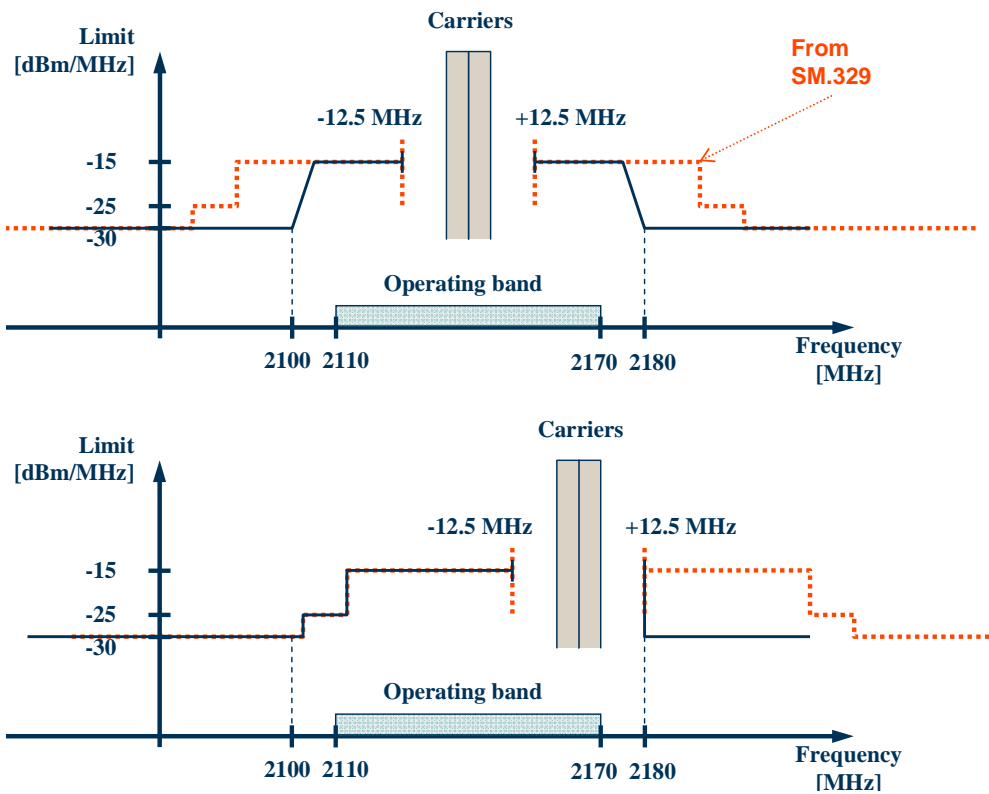 Carriers
Limit
[dBm/MHz]
From
SM.329
-12.5 MHz
+12.5 MHz
-15
-25
-30
Operating band
2100
2110
2170
2180
Frequency
[MHz]
Carriers
Limit
[dBm/MHz]
-12.5 MHz
+12.5 MHz
-15
-25
-30
Operating band
2100
2110
2170
2180
Frequency
[MHz]